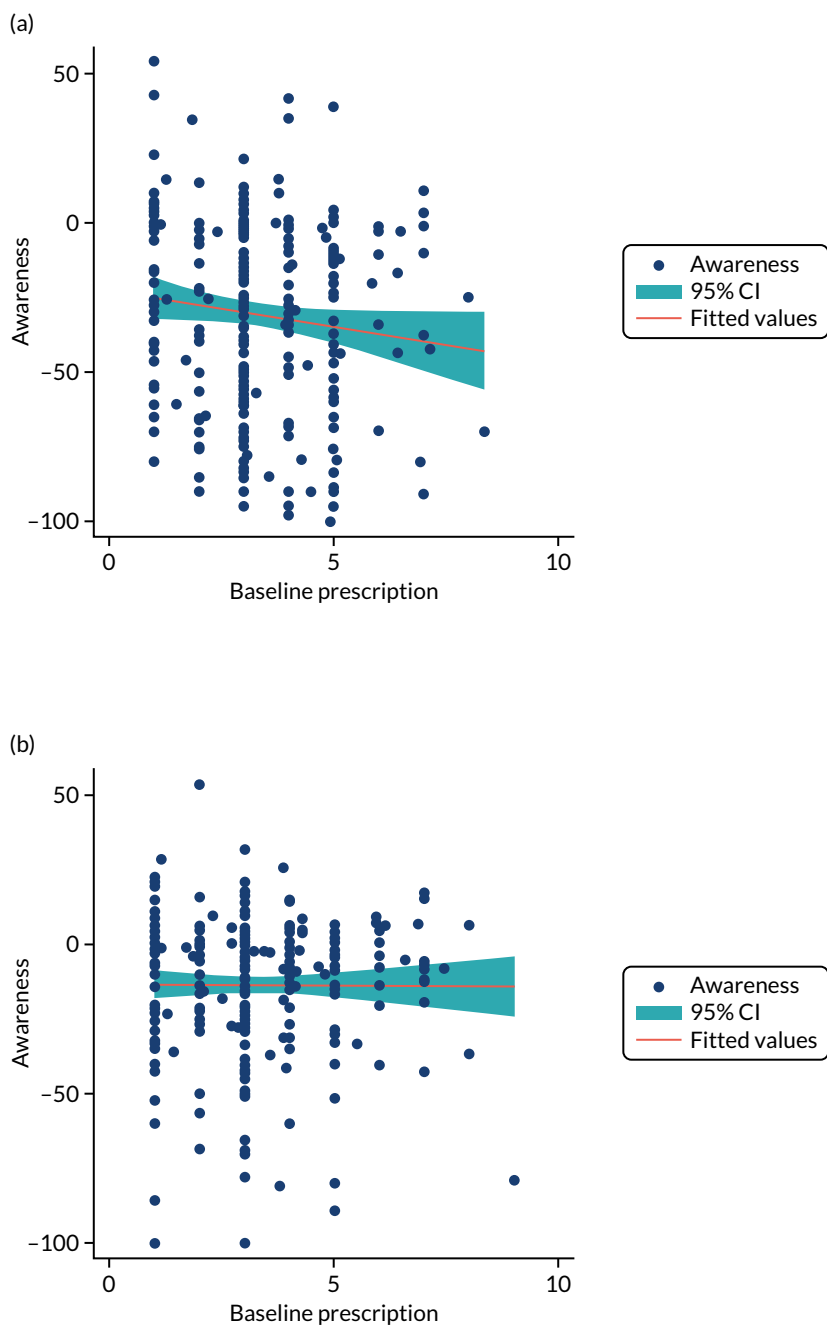 (a)
50
0
−50
−100
Awareness
0
5
10
Baseline prescription
Awareness
95% CI
Fitted values
(b)
50
0
−50
−100
Awareness
0
5
10
Baseline prescription
Awareness
95% CI
Fitted values